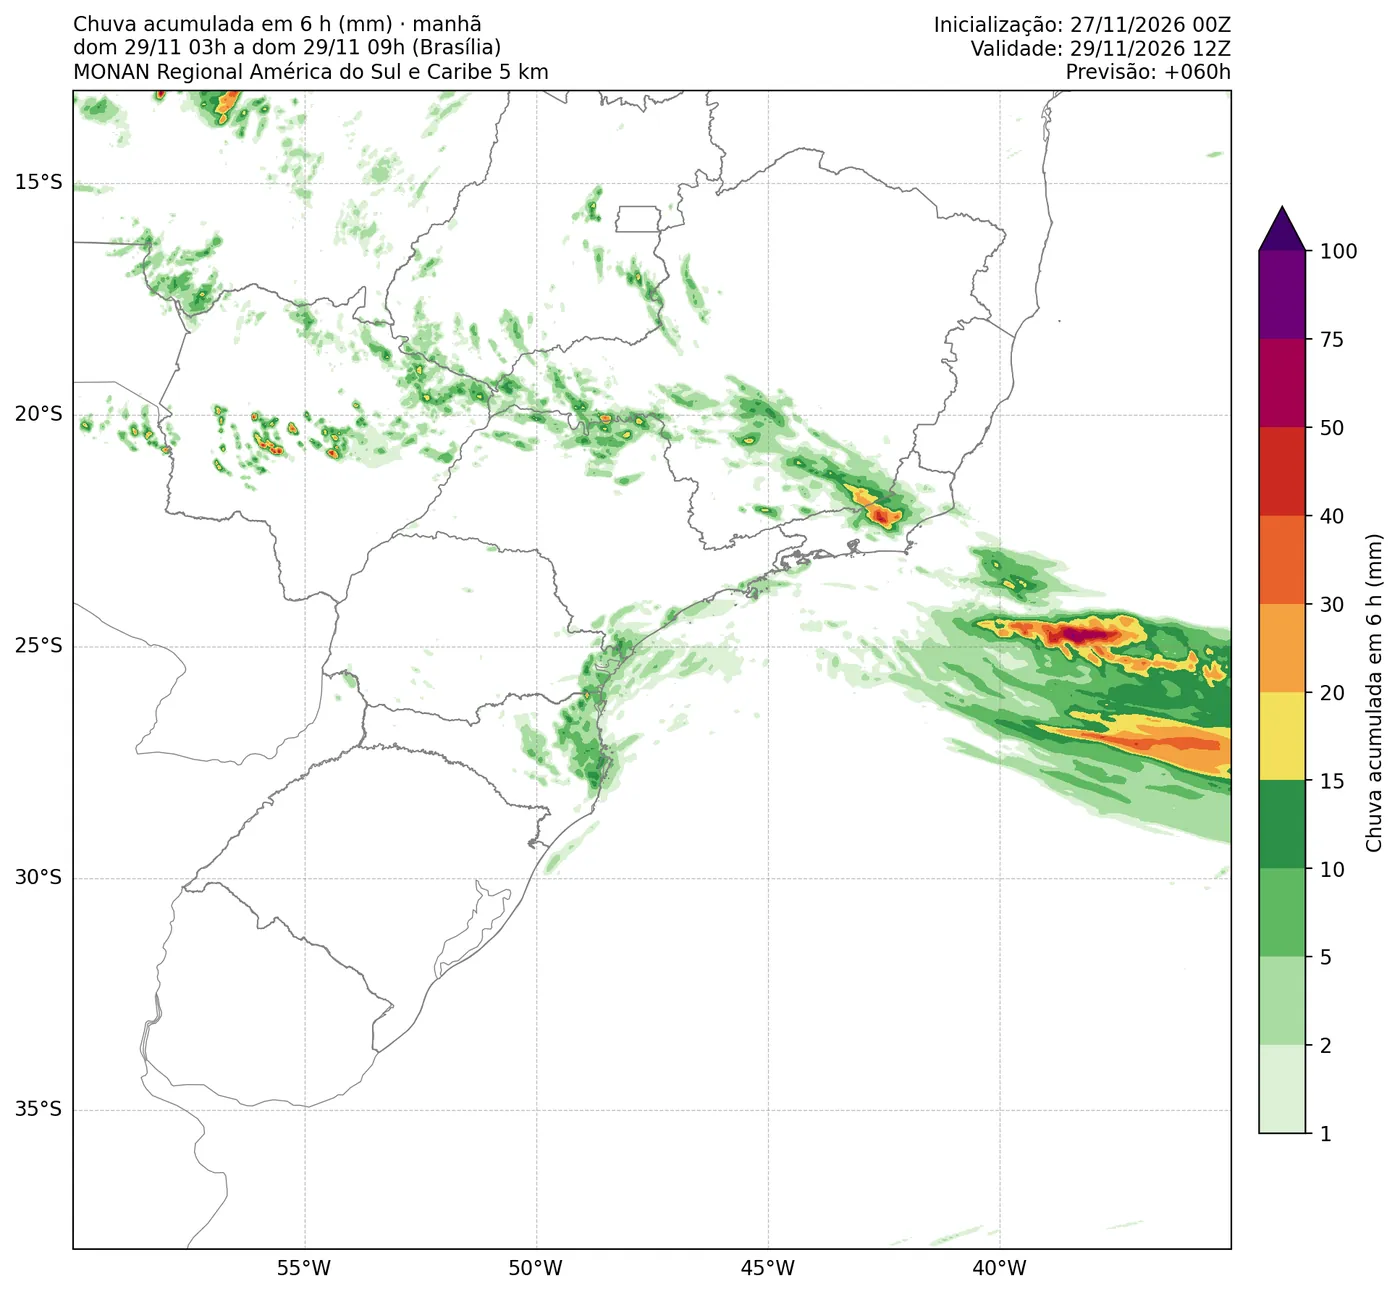 Chuva acumulada em 6 h (mm) · manhã
dom 29/11 03h a dom 29/11 09h (Brasília)
MONAN Regional América do Sul e Caribe 5 km
Inicialização: 27/11/2026 00Z
Validade: 29/11/2026 12Z
Previsão: +060h
15°S
20°S
25°S
30°S
35°S
55°W
50°W
45°W
40°W
100
75
50
40
30
20
15
10
5
2
1
Chuva acumulada em 6 h (mm)